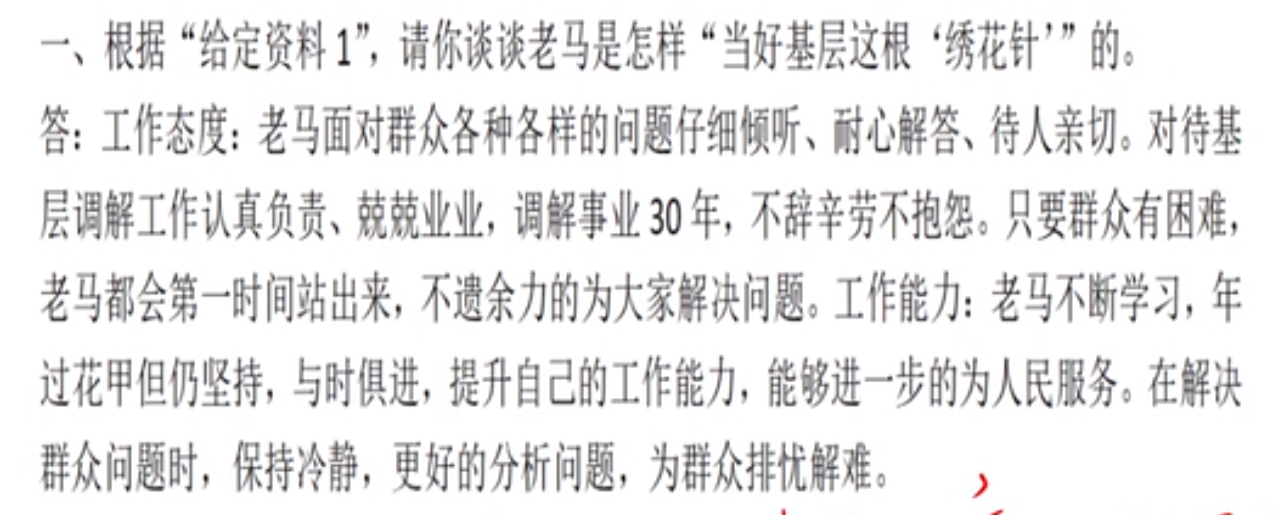 一、根据“给定资料 1”，请你谈谈老马是怎样“当好基层这根‘绣花针’”的。
答：工作态度：老马面对群众各种各样的问题仔细倾听、耐心解答、待人亲切。对待基
层调解工作认真负责、兢兢业业，调解事业 30 年，不辞辛劳不抱怨。只要群众有困难，
老马都会第一时间站出来，不遗余力的为大家解决问题。工作能力：老马不断学习，年
过花甲但仍坚持，与时俱进，提升自己的工作能力，能够进一步的为人民服务。在解决
群众问题时，保持冷静，更好的分析问题，为群众排忧解难。